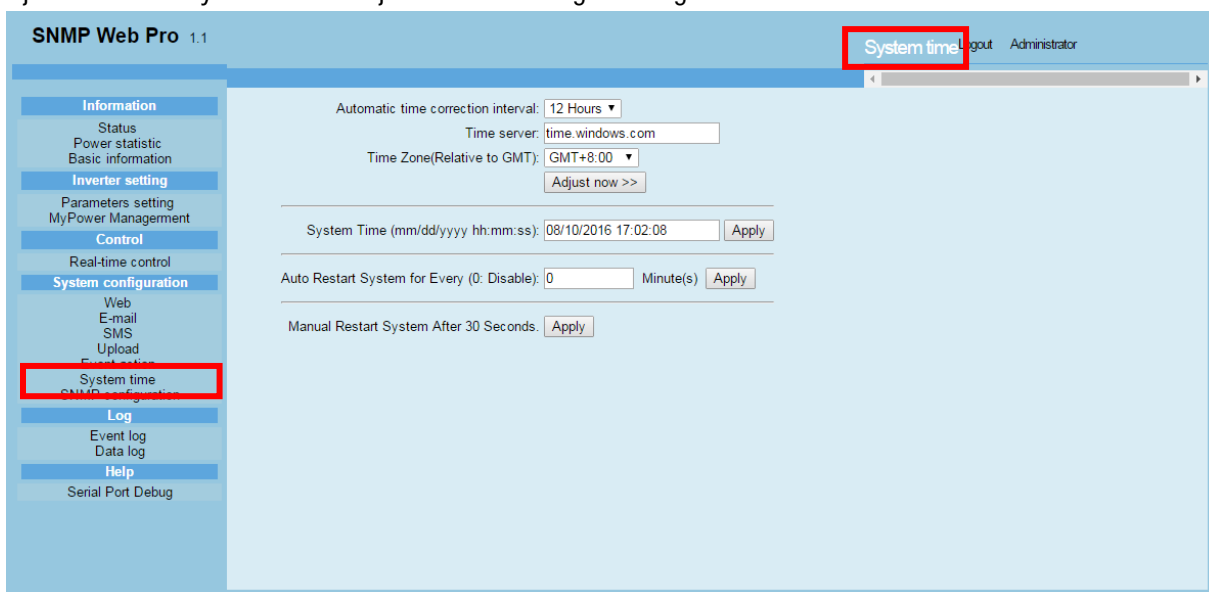 SNMP Web Pro 1.1
System time Logout Administrator
Information
Status
Power statistic
Basic information
Inverter setting
Parameters setting
MyPower Managerment
Control
Real-time control
System configuration
Web
E-mail
SMS
Upload
Event action
System time
SNMP configuration
Log
Event log
Data log
Help
Serial Port Debug
Automatic time correction interval: 12 Hours
Time server: time.windows.com
Time Zone(Relative to GMT): GMT+8:00
Adjust now >>
System Time (mm/dd/yyyy hh:mm:ss): 08/10/2016 17:02:08 Apply
Auto Restart System for Every (0: Disable): 0 Minute(s) Apply
Manual Restart System After 30 Seconds. Apply